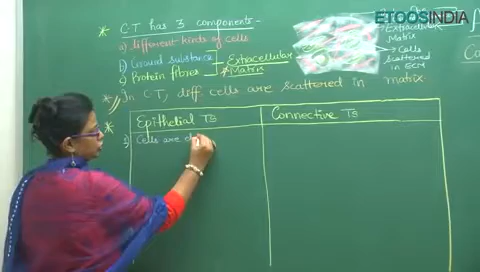 ETOOSINDIA
* C.T has 3 components -
a) different kinds of cells
b) Ground substance
c) Protein fibres
Extracellular
Matrix
Extracellular
Matrix
→ Cells
scattered in ECM
* In C.T, diff cells are scattered in matrix.
*
Epithelial TS
Connective TS
i) Cells are cl